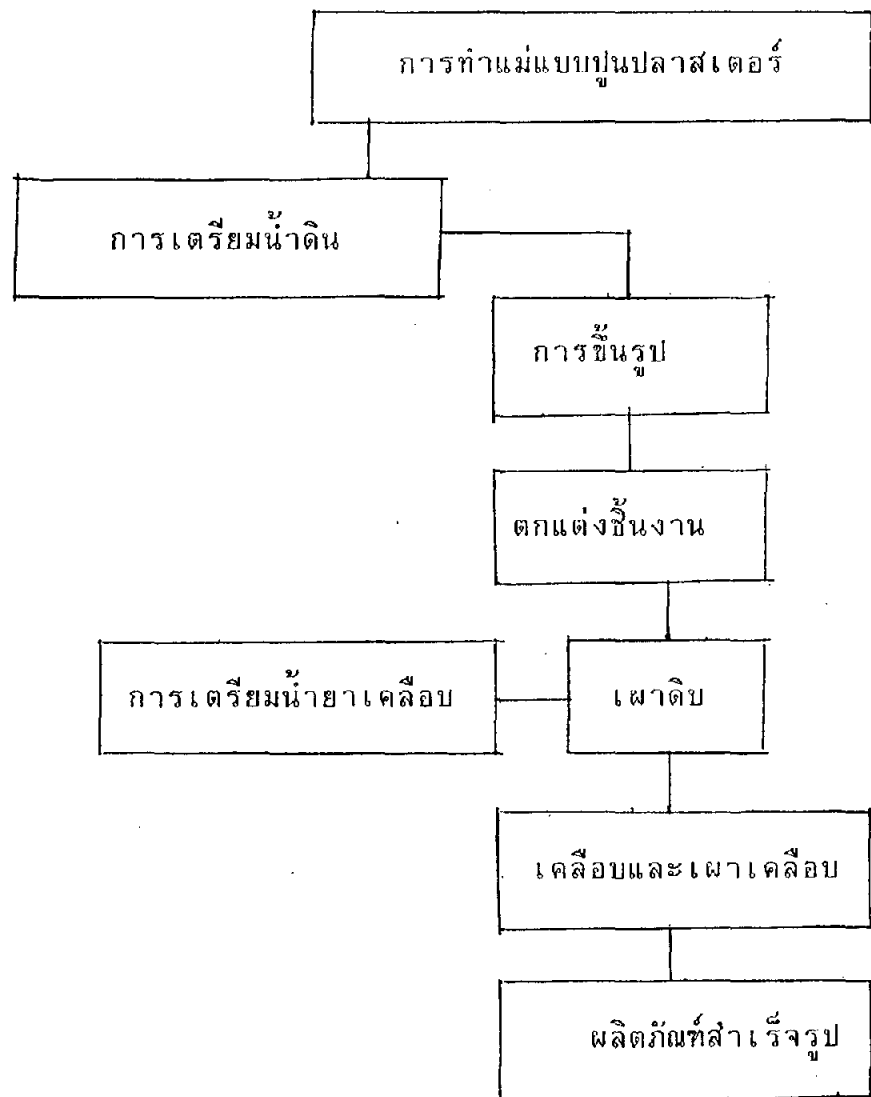 การทำแม่แบบปูนปลาสเตอร์
การเตรียมน้ำดิน
การขึ้นรูป
ตกแต่งชิ้นงาน
การเตรียมน้ำยาเคลือบ
เผาดิบ
เคลือบและเผาเคลือบ
ผลิตภัณฑ์สำเร็จรูป